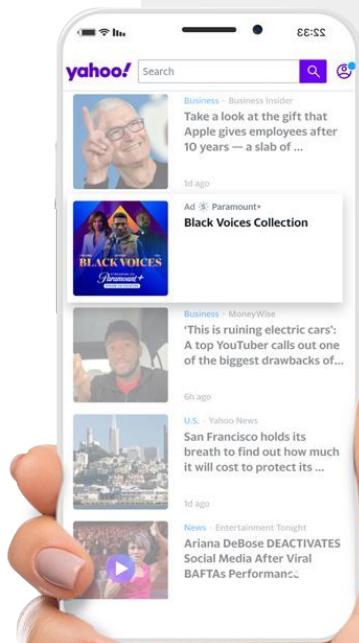 22:33
yahoo!
Search
Business - Business Insider
Take a look at the gift that
Apple gives employees after
10 years — a slab of ...
1d ago
Ad S Paramount+
Black Voices Collection
BLACK VOICES
STREAMING ON
Paramount+
Business - MoneyWise
'This is ruining electric cars':
A top YouTuber calls out one
of the biggest drawbacks of...
6h ago
U.S. - Yahoo News
San Francisco holds its
breath to find out how much
it will cost to protect its ...
1d ago
News - Entertainment Tonight
Ariana DeBose DEACTIVATES
Social Media After Viral
BAFTAs Performance